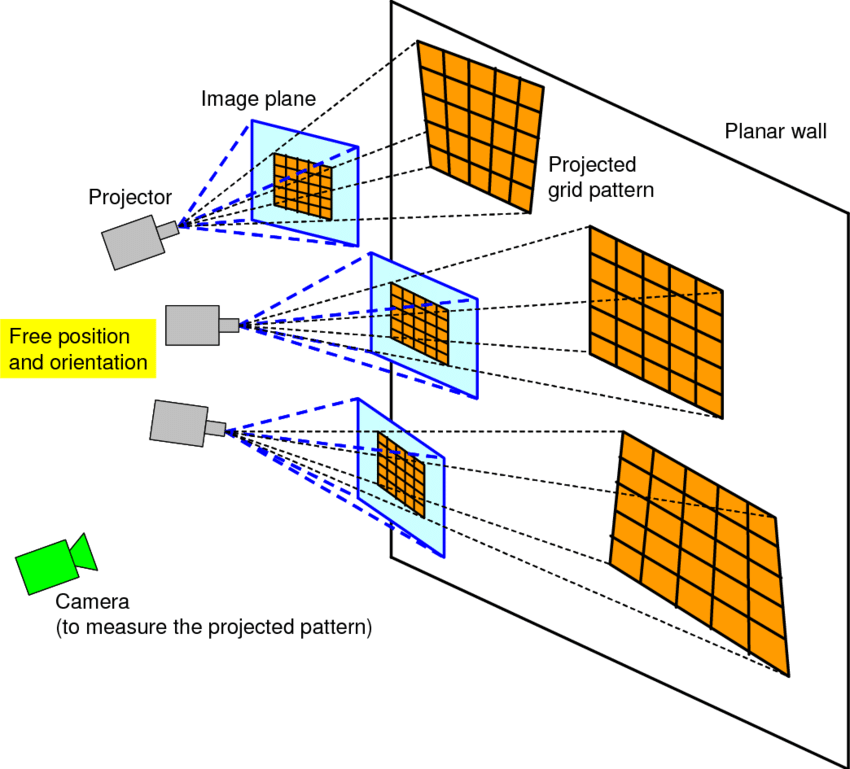 Image plane
Planar wall
Projected
grid pattern
Projector
Free position
and orientation
Camera
(to measure the projected pattern)